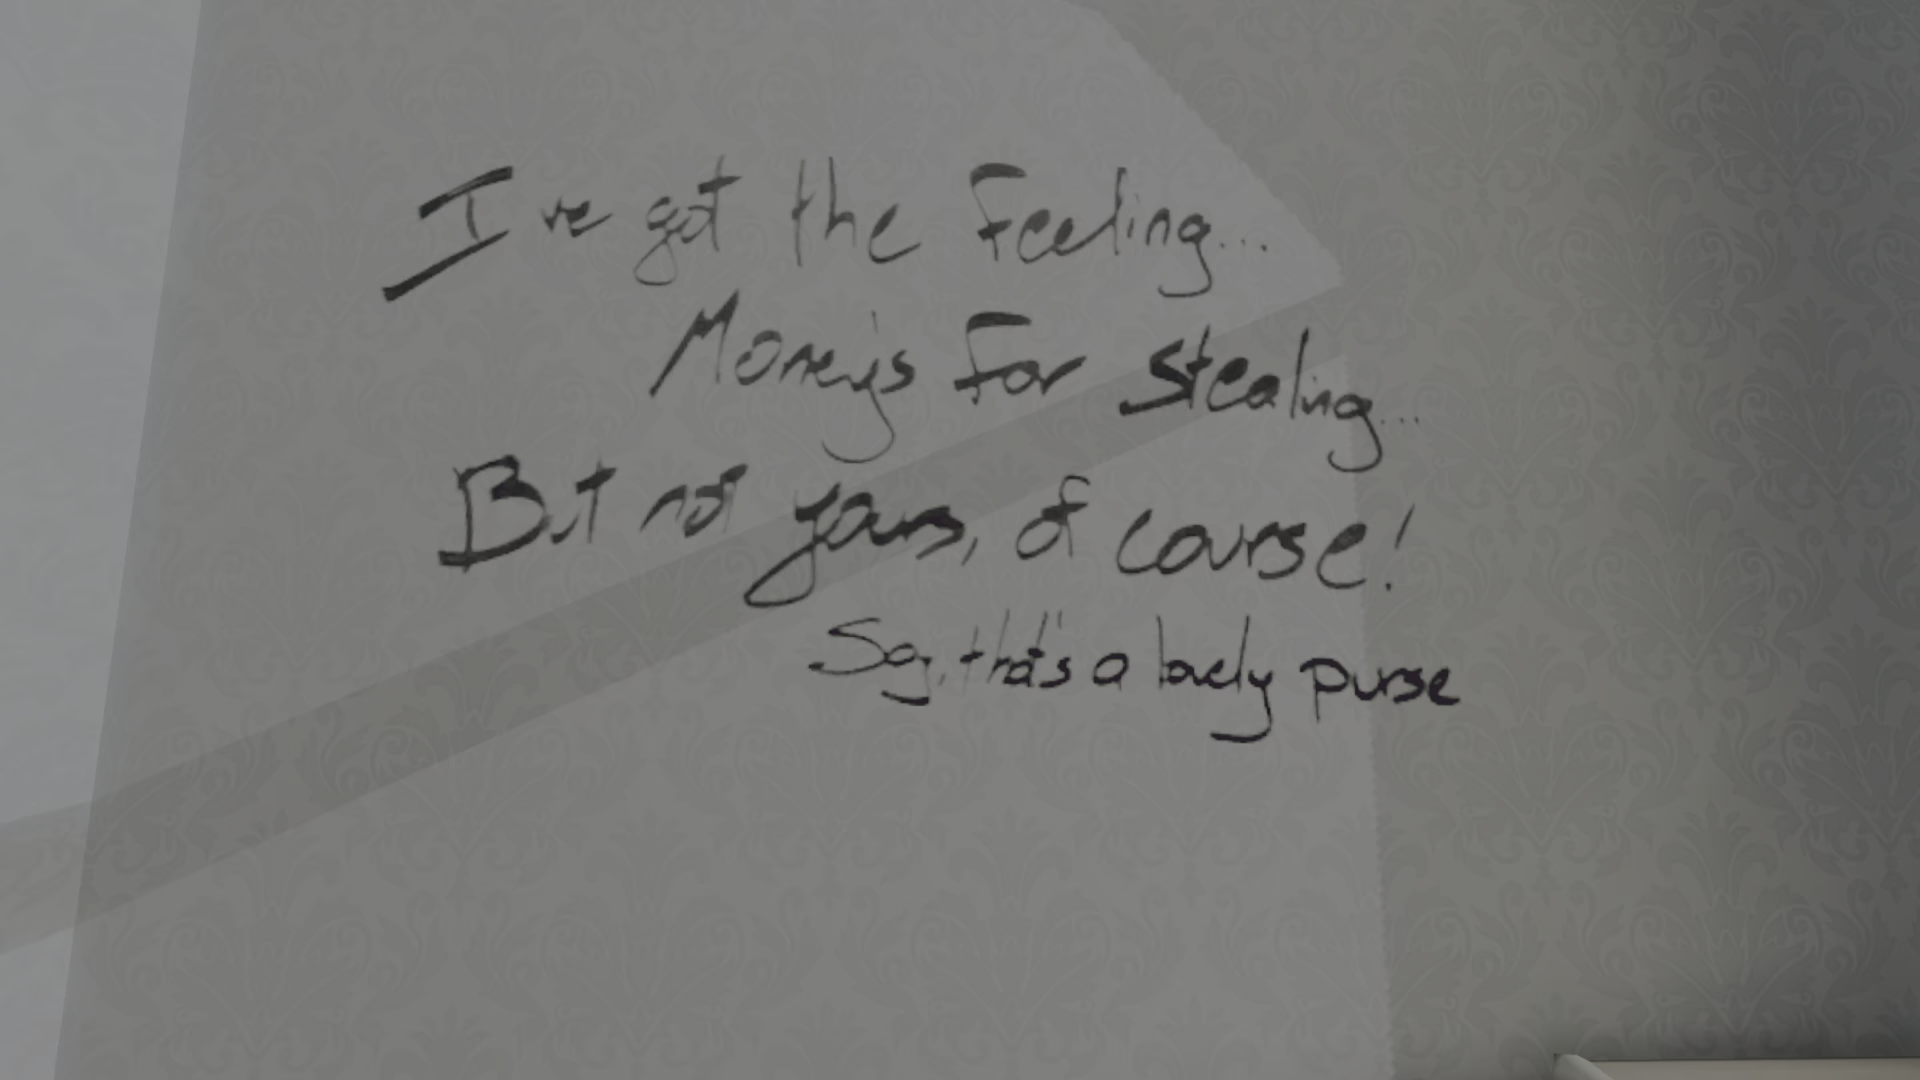 I've got the Feeling...
Money's For Stealing...
But not yours, of course!
Say, that's a lovely purse